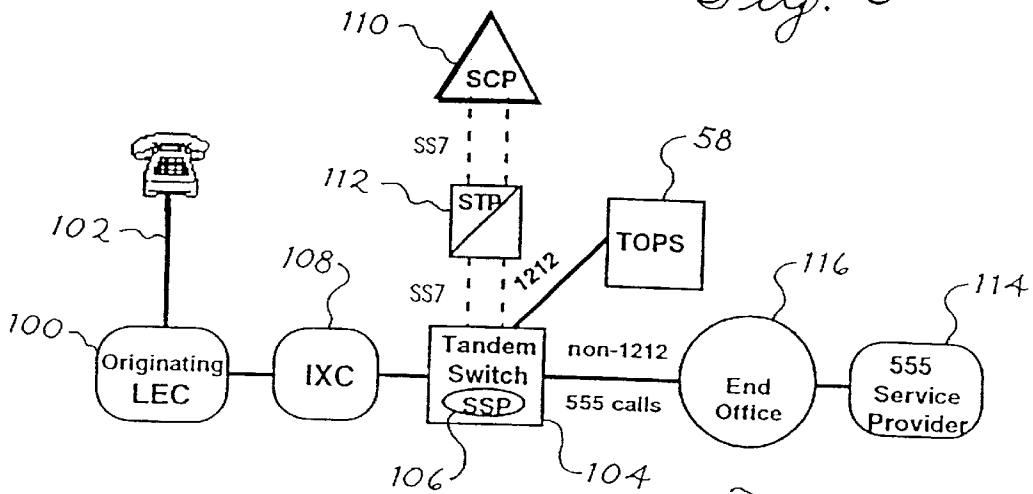 Fig.
110
SCP
SS7
58
112
STP
TOPS
1212
102
108
SS7
116
114
100
Originating
LEC
IXC
Tandem
Switch
SSP
non-1212
555 calls
End
Office
555
Service
Provider
106
104